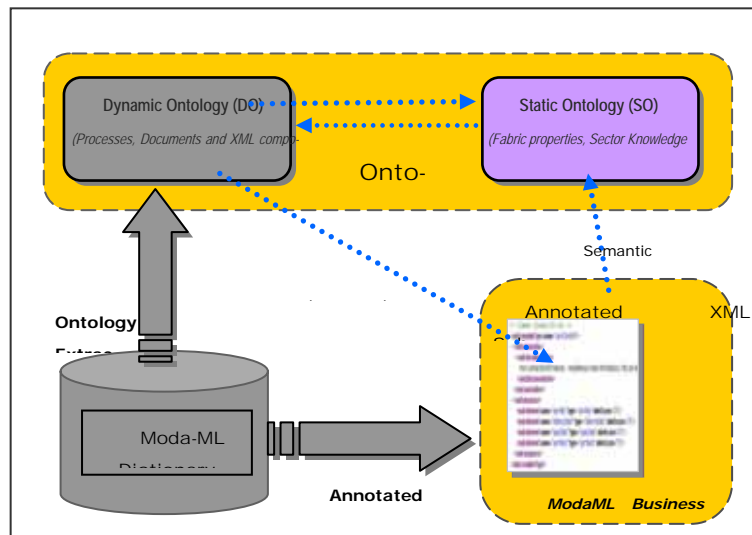 Dynamic Ontology (DO)
(Processes, Documents and XML compo-
Static Ontology (SO)
(Fabric properties, Sector Knowledge
Onto-
Semantic
Ontology
Annotated XML
Moda-ML
Dictionary
Annotated
ModaML Business